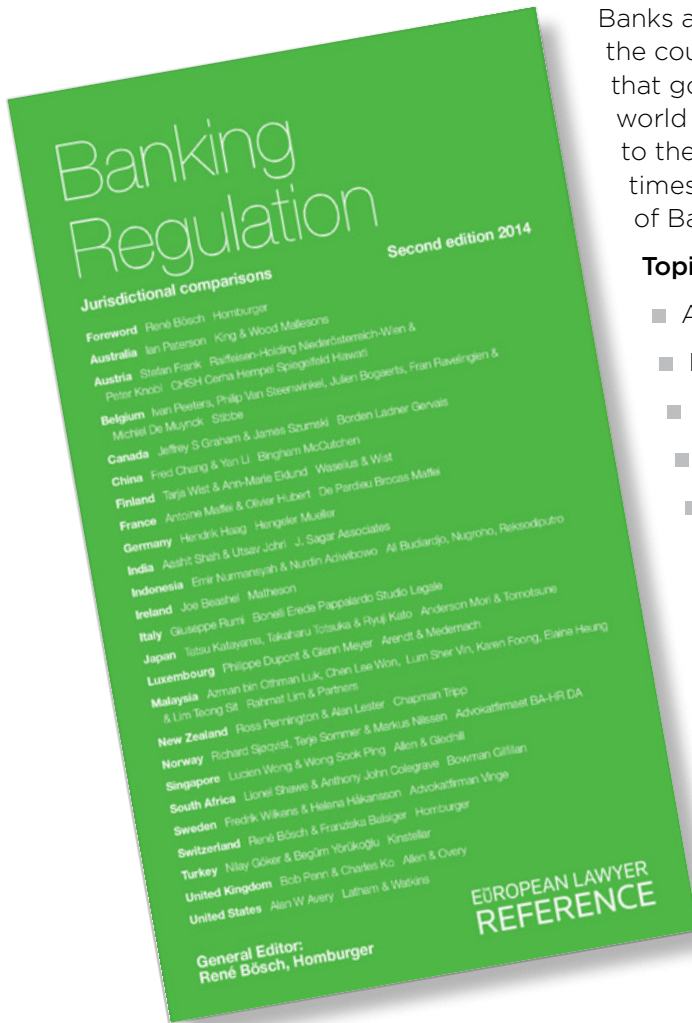 Banking
Regulation
Jurisdictional comparisons
Second edition 2014
Foreword René Bösch Homburger
Australia Ian Paterson King & Wood Mallesons
Austria Stefan Frank Raiffeisen-Holding Niederösterreich-Wien &
Peter Knobl CHSH Cerha Hempel Spiegelfeld Hlawati
Belgium Ivan Peeters, Philip Van Steenwinkel, Julien Bogaerts, Fran Ravelingien &
Michiel De Muynck Stibbe
Canada Jeffrey S Graham & James Szumski Borden Ladner Gervais
China Fred Chang & Yan Li Bingham McCutchen
Finland Tarja Wist & Ann-Marie Eklund Waselius & Wist
France Antoine Maffei & Olivier Hubert De Pardieu Brocas Maffei
Germany Hendrik Haag Hengeler Mueller
India Aashit Shah & Utsav Johri J. Sagar Associates
Indonesia Emir Nurmansyah & Nurdin Adiwibowo Ali Budiardjo, Nugroho, Reksodiputro
Ireland Joe Beashel Matheson
Italy Giuseppe Rumi Bonelli Erede Pappalardo Studio Legale
Japan Tatsu Katayama, Takaharu Totsuka & Ryuji Kato Anderson Mori & Tomotsune
Luxembourg Philippe Dupont & Glenn Meyer Arendt & Medernach
Malaysia Azman bin Othman Luk, Chen Lee Won, Lum Sher Vin, Karen Foong, Elaine Heung
& Lim Teong Sit Rahmat Lim & Partners
New Zealand Ross Pennington & Alan Lester Chapman Tripp
Norway Richard Sjøqvist, Terje Sommer & Markus Nilssen Advokatfirmaet BA-HR DA
Singapore Lucien Wong & Wong Sook Ping Allen & Gledhill
South Africa Lionel Shawe & Anthony John Colegrave Bowman Gilfillan
Sweden Fredrik Wilkens & Helena Håkansson Advokatfirman Vinge
Switzerland René Bösch & Franziska Balsiger Homburger
Turkey Nilay Göker & Begüm Yörükoğlu Kinstellar
United Kingdom Bob Penn & Charles Ko Allen & Overy
United States Alan W Avery Latham & Watkins
General Editor:
René Bösch, Homburger
EUROPEAN LAWYER
REFERENCE
Banks a
the cou
that go
world
to the
times
of Ba
Topi
A